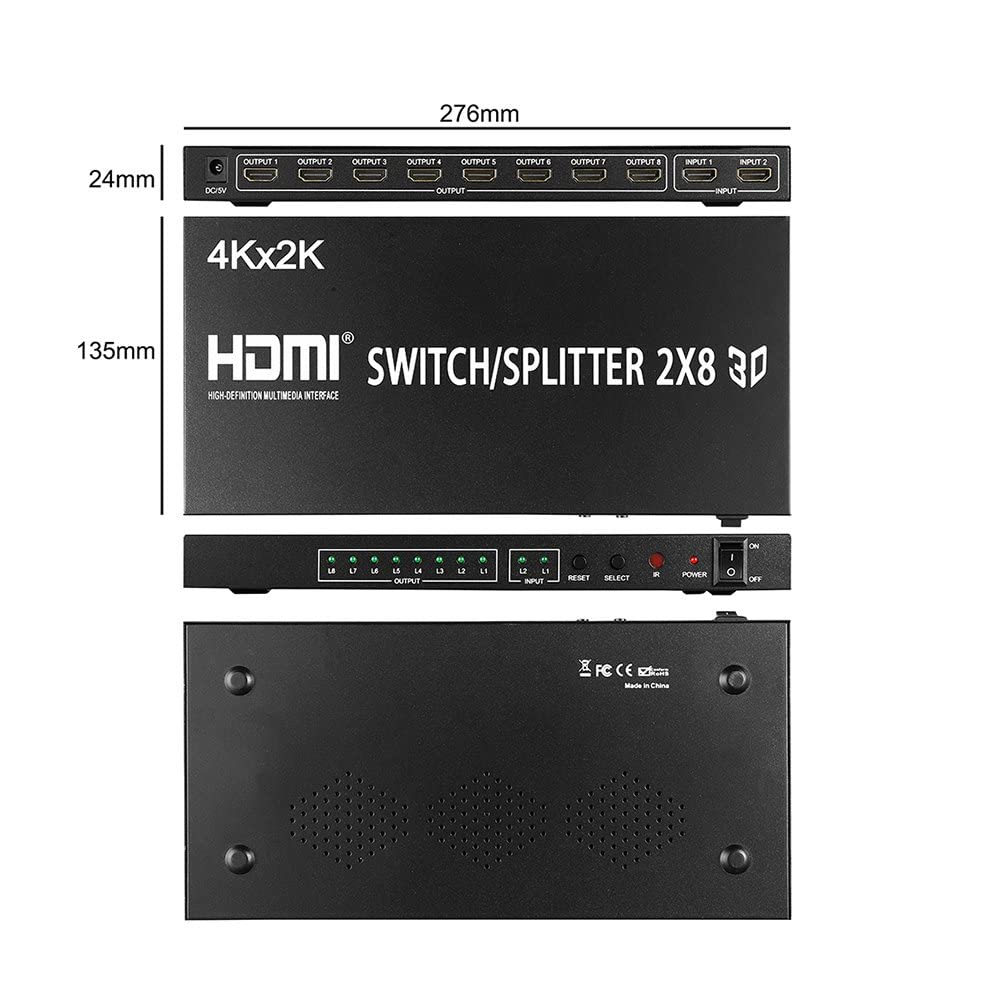 276mm
24mm
OUTPUT 1 OUTPUT 2 OUTPUT 3 OUTPUT 4 OUTPUT 5 OUTPUT 6 OUTPUT 7 OUTPUT 8 INPUT 1 INPUT 2
DC/5V OUTPUT INPUT
135mm
4Kx2K
HDMI® SWITCH/SPLITTER 2X8 3D
HIGH-DEFINITION MULTIMEDIA INTERFACE
ON
L8 L7 L6 L5 L4 L3 L2 L1 L2 L1 RESET SELECT IR POWER
OUTPUT INPUT OFF
FC CE RoHS
Made in China